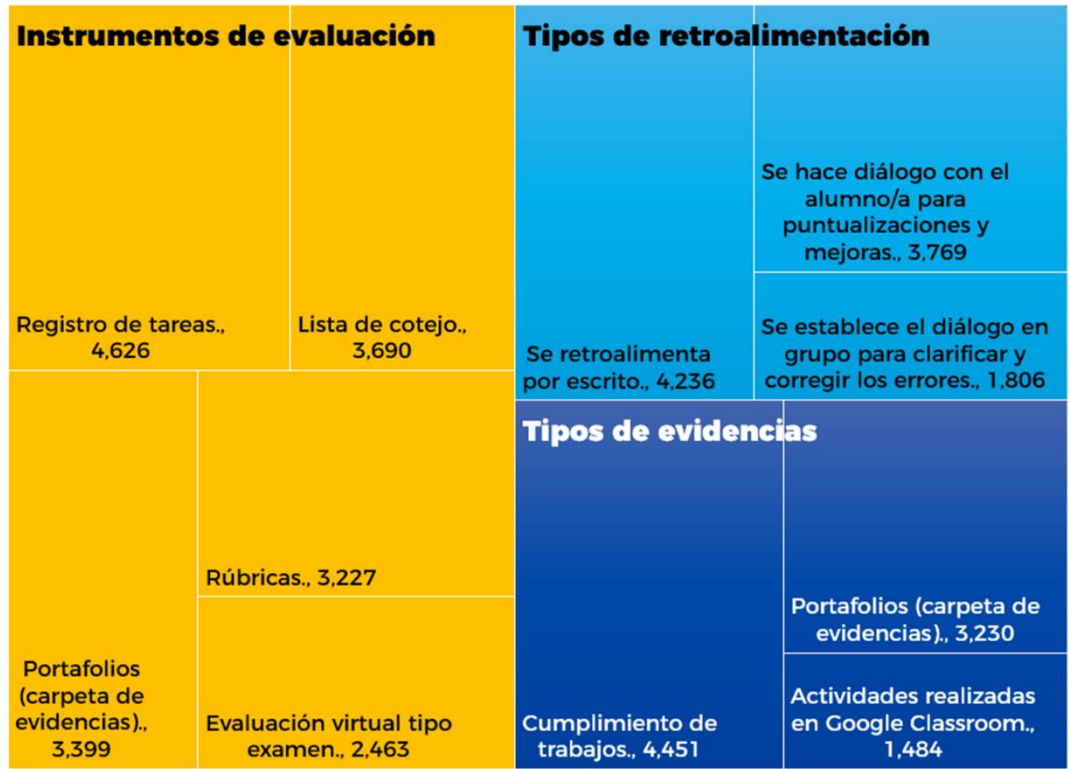 Instrumentos de evaluación
Registro de tareas.,
4,626
Lista de cotejo.,
3,690
Portafolios
(carpeta de
evidencias).,
3,399
Rúbricas., 3,227
Evaluación virtual tipo
examen., 2,463
Tipos de retroalimentación
Se retroalimenta
por escrito., 4,236
Se hace diálogo con el
alumno/a para
puntualizaciones y
mejoras., 3,769
Se establece el diálogo en
grupo para clarificar y
corregir los errores., 1,806
Tipos de evidencias
Cumplimiento de
trabajos., 4,451
Portafolios (carpeta de
evidencias)., 3,230
Actividades realizadas
en Google Classroom.,
1,484